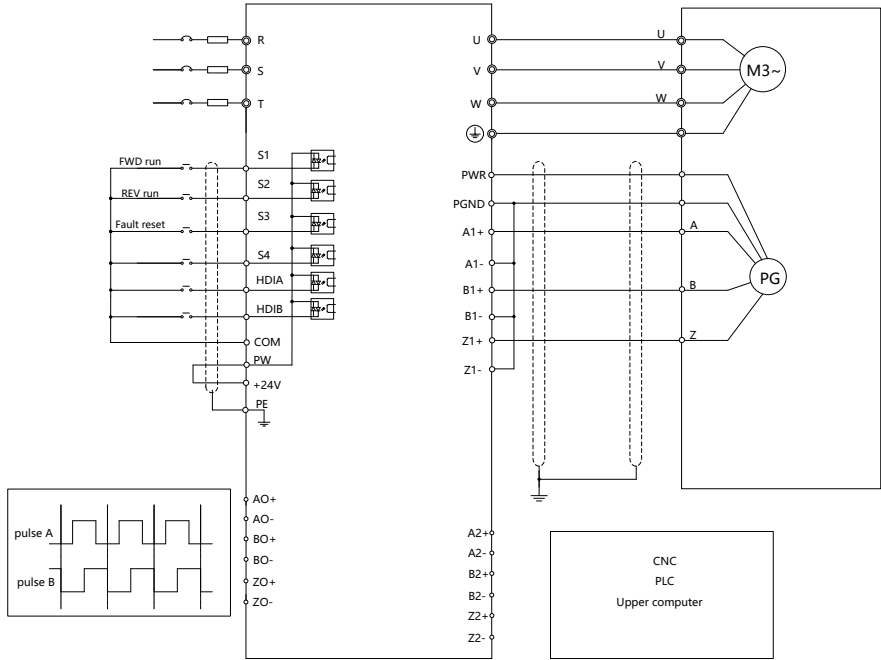 R
S
T
U
V
W
U
V
W
M3~
FWD run
REV run
Fault reset
S1
S2
S3
S4
HDIA
HDIB
COM
PW
+24V
PE
PWR
PGND
A1+
A1-
B1+
B1-
Z1+
Z1-
A
B
Z
PG
pulse A
pulse B
AO+
AO-
BO+
BO-
ZO+
ZO-
A2+
A2-
B2+
B2-
Z2+
Z2-
CNC
PLC
Upper computer